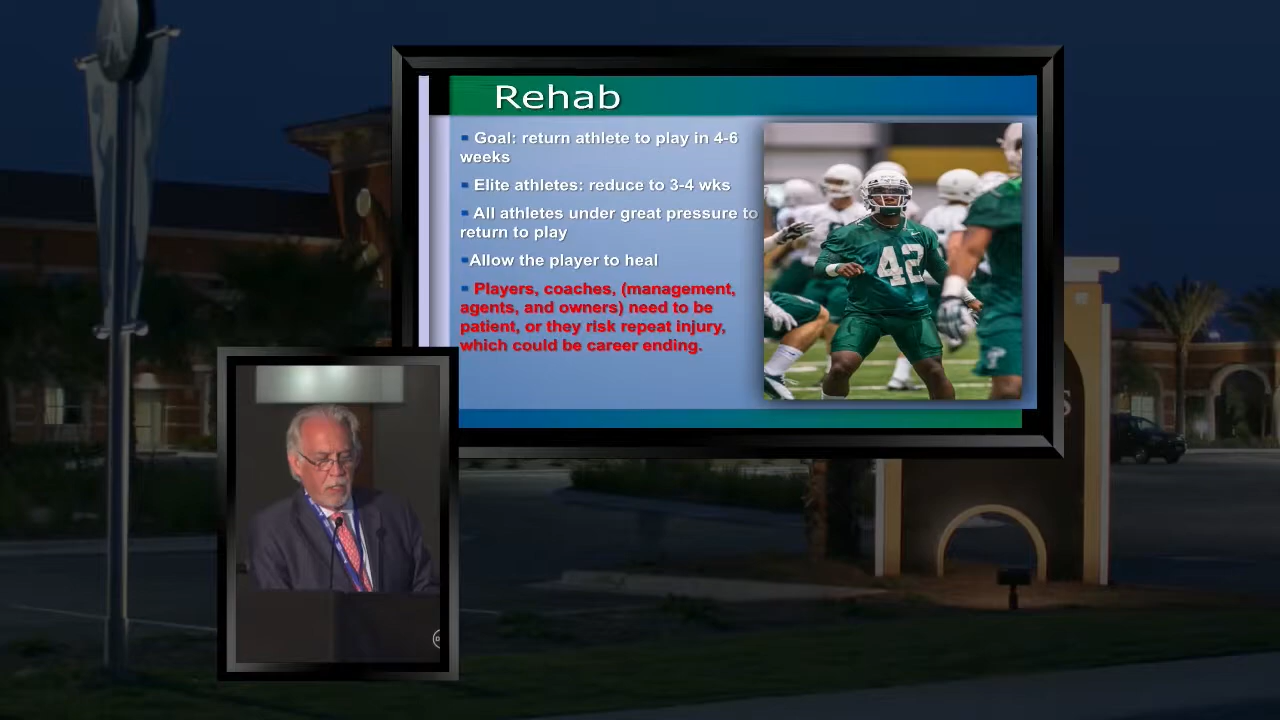 Rehab
Goal: return athlete to play in 4-6
weeks
Elite athletes: reduce to 3-4 wks
All athletes under great pressure to
return to play
Allow the player to heal
Players, coaches, (management,
agents, and owners) need to be
patient, or they risk repeat injury,
which could be career ending.
42
S